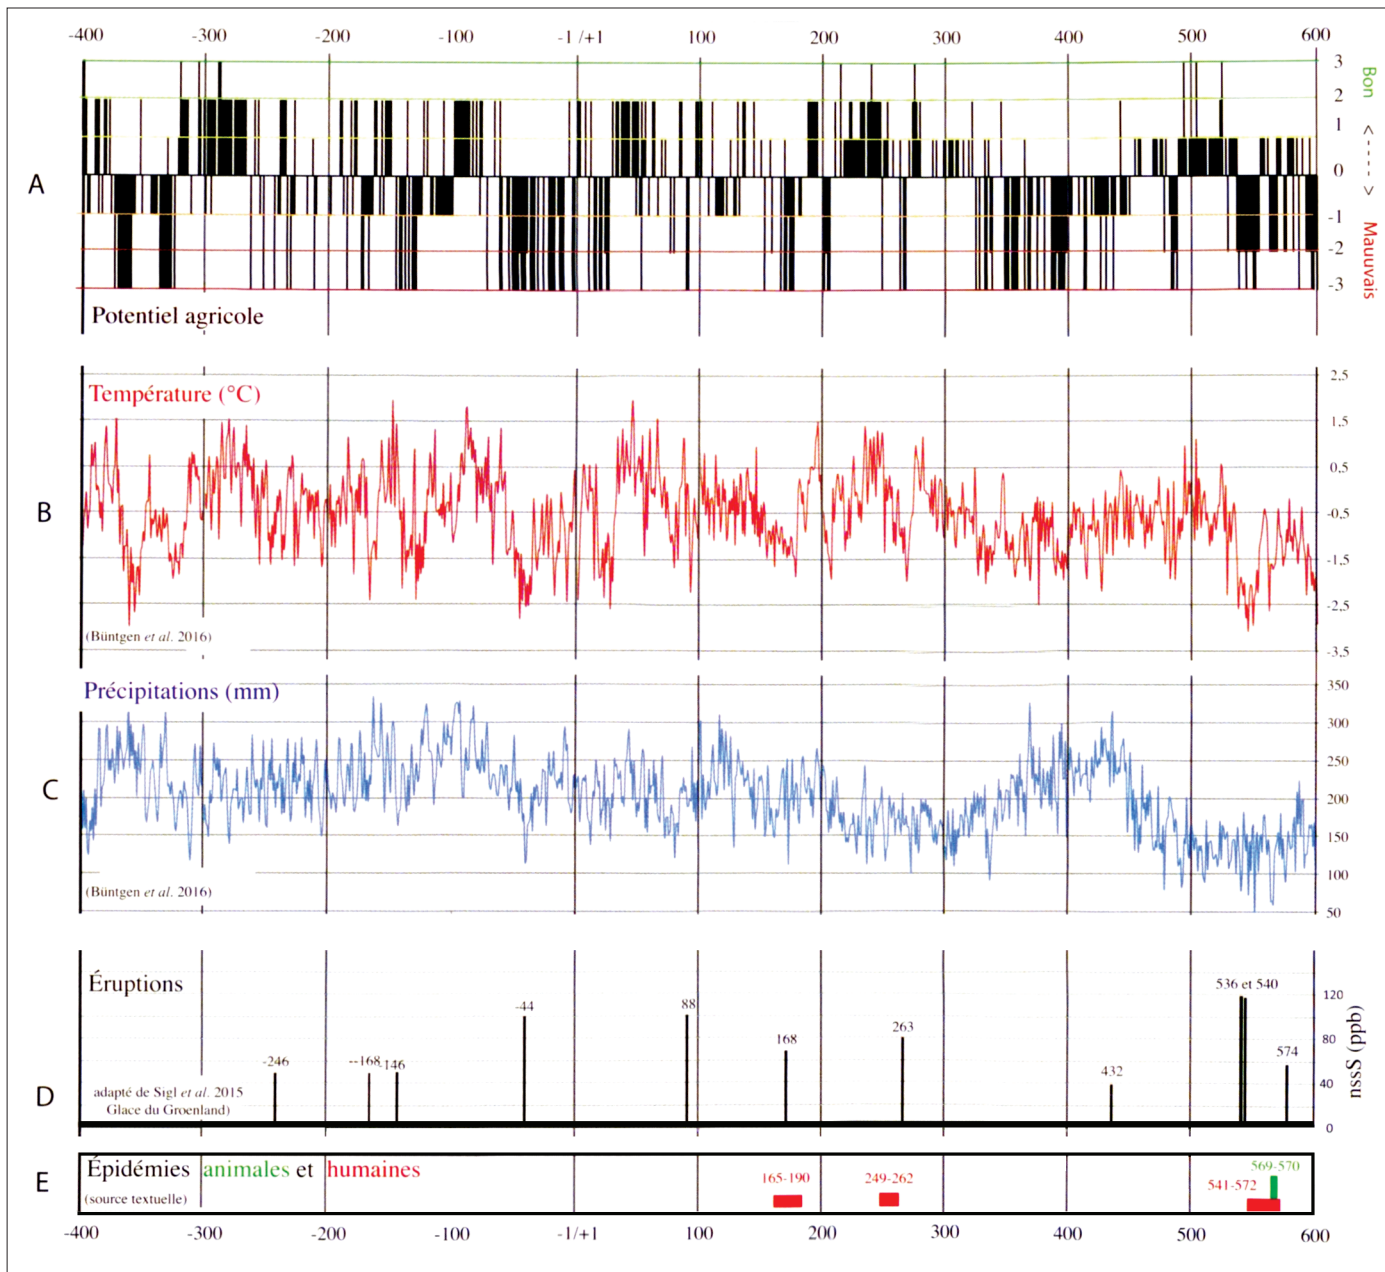 -400 -300 -200 -100 -1 /+1 100 200 300 400 500 600
A
3
2
1
0
-1
-2
-3
Bon <----> Mauuvais
Potentiel agricole
B
Température (°C)
2.5
1.5
0,5
-0,5
-1.5
-2.5
-3.5
(Büntgen et al. 2016)
C
Précipitations (mm)
350
300
250
200
150
100
50
(Büntgen et al. 2016)
D
Éruptions
-246
--168
-146
-44
88
168
263
432
536 et 540
574
120
80
40
0
nssS (ppb)
adapté de Sigl et al. 2015
Glace du Groenland)
E
Épidémies animales et humaines
(source textuelle)
165-190
249-262
541-572
569-570
-400 -300 -200 -100 -1/+1 100 200 300 400 500 600